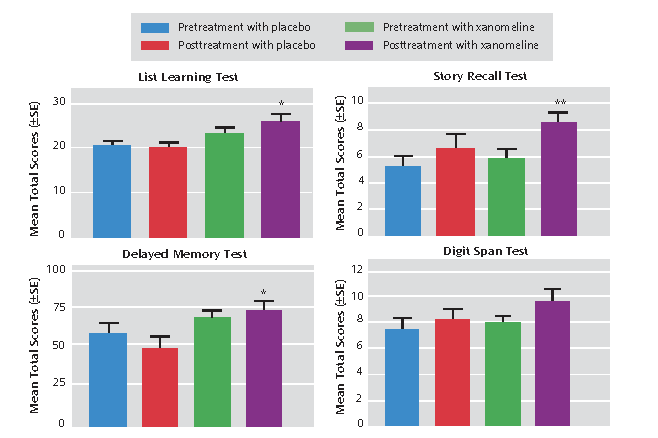 Pretreatment with placebo
Pretreatment with xanomeline
Posttreatment with placebo
Posttreatment with xanomeline
List Learning Test
Mean Total Scores (±SE)
30
20
10
0
*
Story Recall Test
Mean Total Scores (±SE)
10
8
6
4
2
0
**
Delayed Memory Test
Mean Total Scores (±SE)
100
75
50
25
0
*
Digit Span Test
Mean Total Scores (±SE)
12
10
8
6
4
2
0